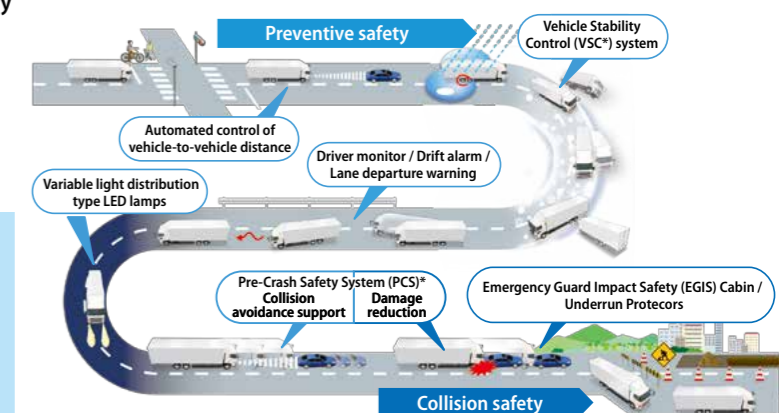 y
Preventive safety
Vehicle Stability
Control (VSC*) system
Automated control of
vehicle-to-vehicle distance
Driver monitor / Drift alarm /
Lane departure warning
Variable light distribution
type LED lamps
Pre-Crash Safety System (PCS)*
Collision
avoidance support
Damage
reduction
Emergency Guard Impact Safety (EGIS) Cabin /
Underrun Protecors
Collision safety